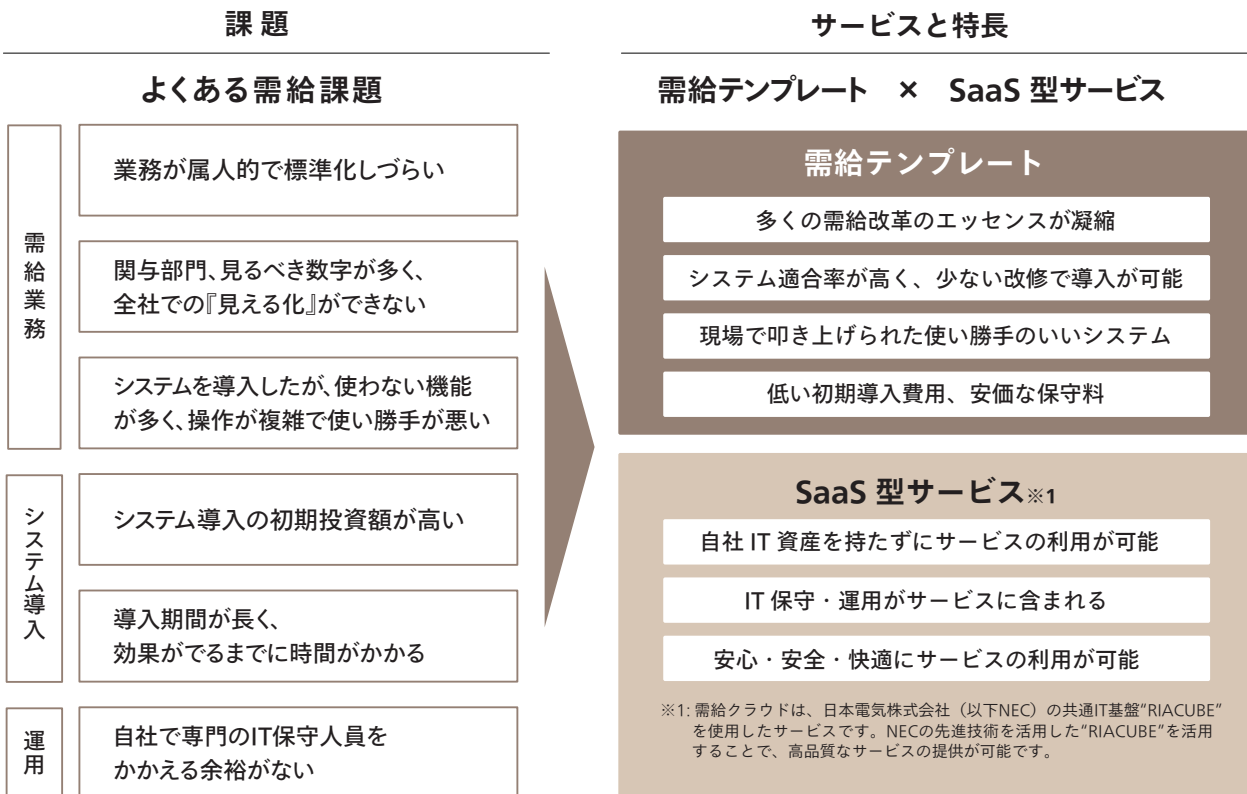 課題
よくある需給課題
需給業務
業務が属人的で標準化しづらい
関与部門、見るべき数字が多く、
全社での『見える化』ができない
システムを導入したが、使わない機能
が多く、操作が複雑で使い勝手が悪い
システム導入
システム導入の初期投資額が高い
導入期間が長く、
効果がでるまでに時間がかかる
運用
自社で専門のIT保守人員を
かかえる余裕がない
サービスと特長
需給テンプレート × SaaS 型サービス
需給テンプレート
多くの需給改革のエッセンスが凝縮
システム適合率が高く、少ない改修で導入が可能
現場で叩き上げられた使い勝手のいいシステム
低い初期導入費用、安価な保守料
SaaS 型サービス※1
自社 IT 資産を持たずにサービスの利用が可能
IT 保守・運用がサービスに含まれる
安心・安全・快適にサービスの利用が可能
※1: 需給クラウドは、日本電気株式会社（以下NEC）の共通IT基盤“RIACUBE”
を使用したサービスです。NECの先進技術を活用した“RIACUBE”を活用
することで、高品質なサービスの提供が可能です。